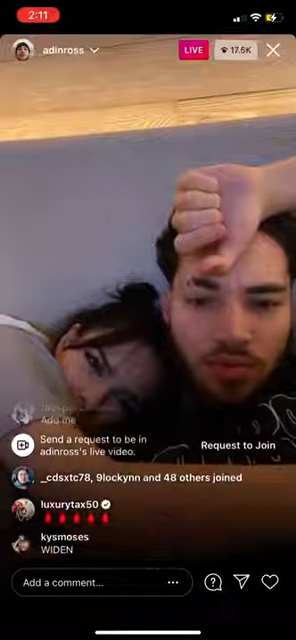 2:11
adinross
LIVE
17.6K
Add me
Send a request to be in
adinross's live video.
Request to Join
_cdsxtc78, 9lockynn and 48 others joined
luxurytax50
kysmoses
WIDEN
Add a comment...